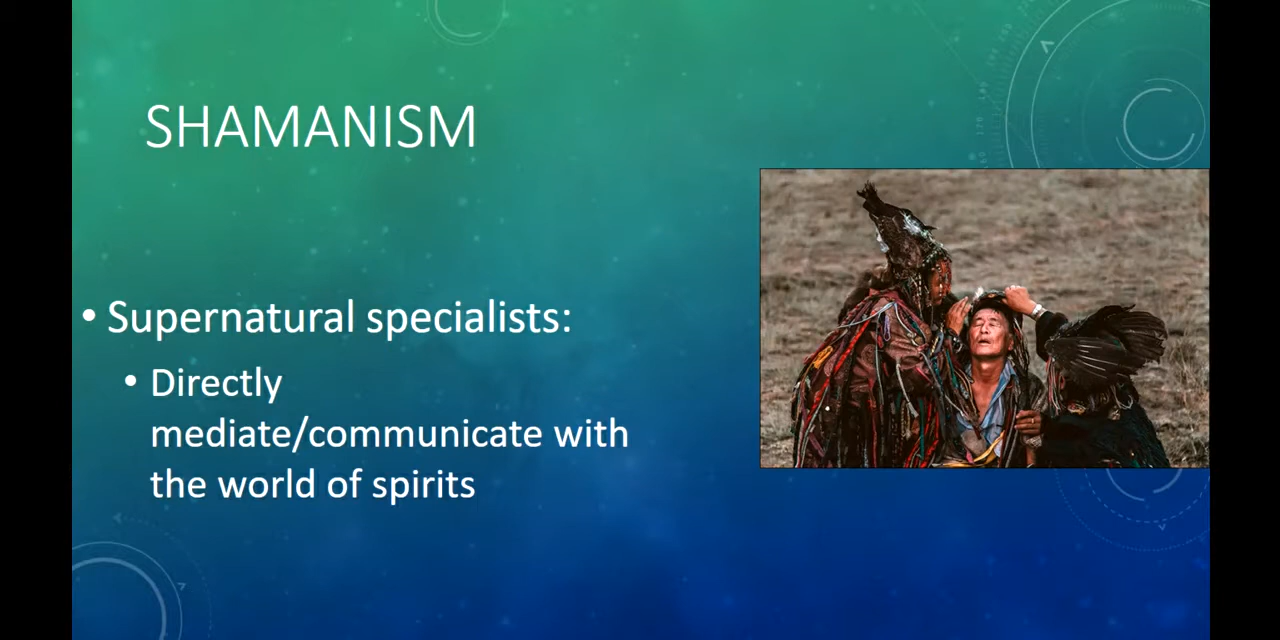 SHAMANISM
• Supernatural specialists:
• Directly
mediate/communicate with
the world of spirits